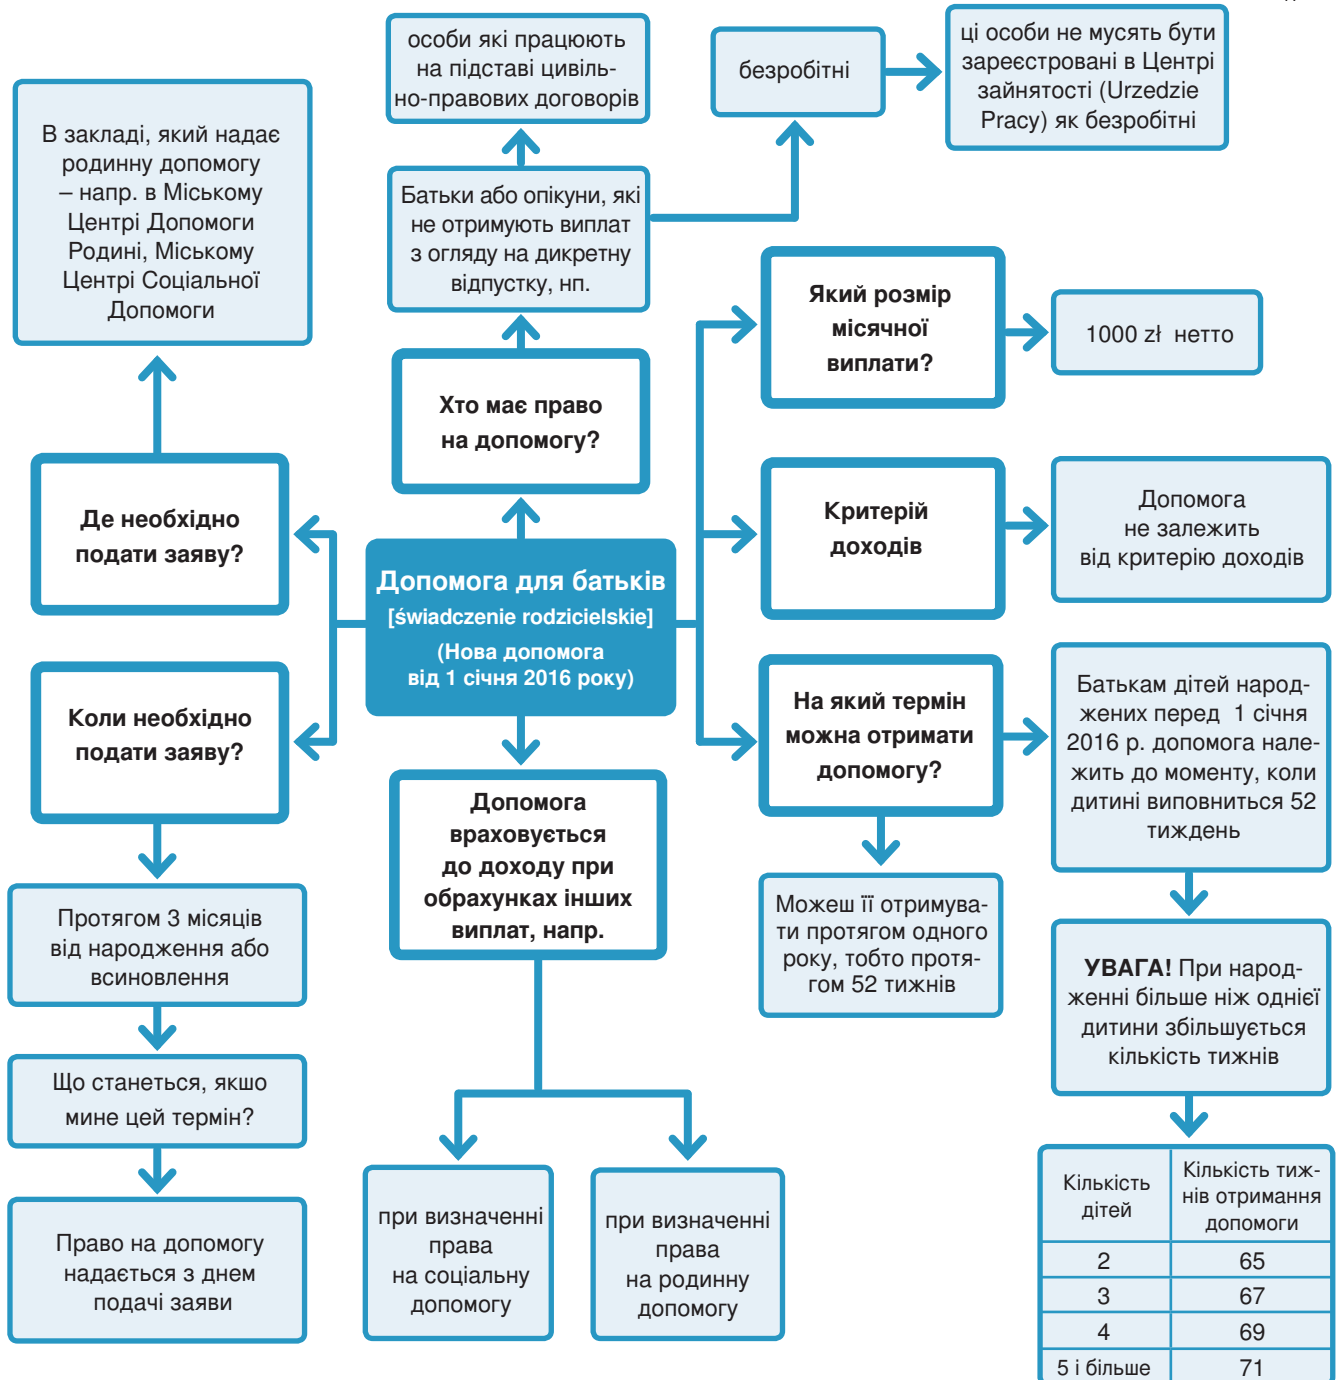 особи які працюють
на підставі цивіль-
но-правових договорів
безробітні
ці особи не мусять бути
зареєстровані в Центрі
зайнятості (Urzedzie
Pracy) як безробітні
В закладі, який надає
родинну допомогу
– напр. в Міському
Центрі Допомоги
Родині, Міському
Центрі Соціальної
Допомоги
Батьки або опікуни, які
не отримують виплат
з огляду на дикретну
відпустку, нп.
Який розмір
місячної
виплати?
1000 zł нетто
Хто має право
на допомогу?
Де необхідно
подати заяву?
Критерій
доходів
Допомога
не залежить
від критерію доходів
Допомога для батьків
[świadczenie rodzicielskie]
(Нова допомога
від 1 січня 2016 року)
Коли необхідно
подати заяву?
На який термін
можна отримати
допомогу?
Батькам дітей народ-
жених перед 1 січня
2016 р. допомога нале-
жить до моменту, коли
дитині виповниться 52
тиждень
Допомога
враховується
до доходу при
обрахунках інших
виплат, напр.
Можеш її отримува-
ти протягом одного
року, тобто протя-
гом 52 тижнів
Протягом 3 місяців
від народження або
всиновлення
УВАГА! При народ-
женні більше ніж однієї
дитини збільшується
кількість тижнів
Що станеться, якшо
мине цей термін?
Право на допомогу
надається з днем
подачі заяви
при визначенні
права
на соціальну
допомогу
при визначенні
права
на родинну
допомогу
Кількість
дітей
Кількість тиж-
нів отримання
допомоги
2 65
3 67
4 69
5 і більше 71